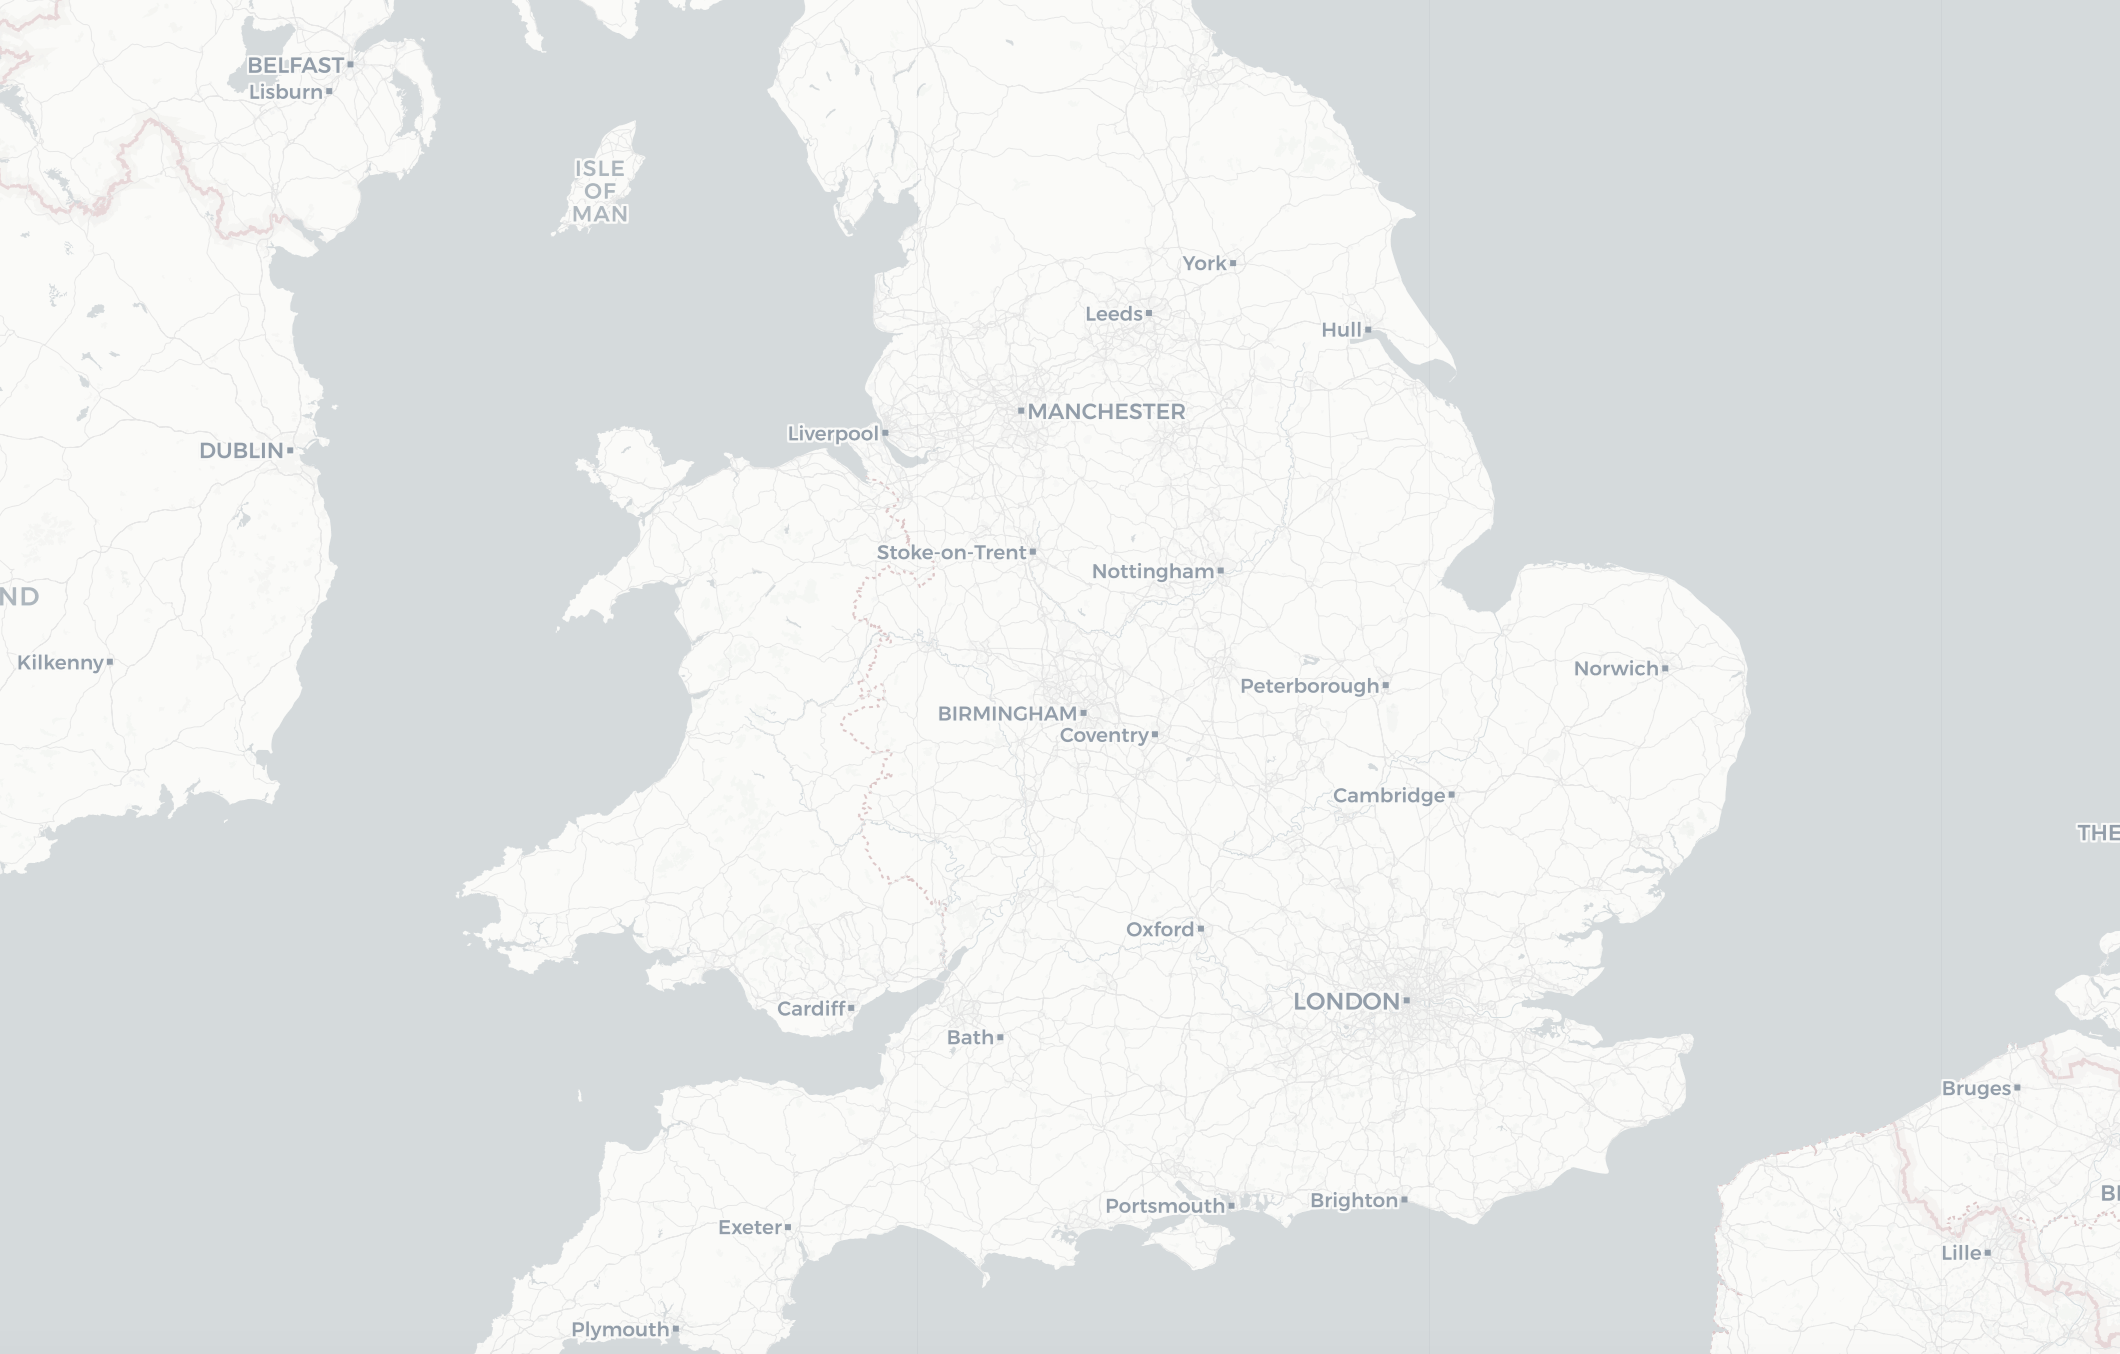 BELFAST
Lisburn
ISLE
OF
MAN
York
Leeds
Hull
MANCHESTER
Liverpool
DUBLIN
Stoke-on-Trent
Nottingham
ND
Kilkenny
Norwich
Peterborough
BIRMINGHAM
Coventry
Cambridge
THE
Oxford
LONDON
Cardiff
Bath
Bruges
BE
Portsmouth
Brighton
Exeter
Lille
Plymouth